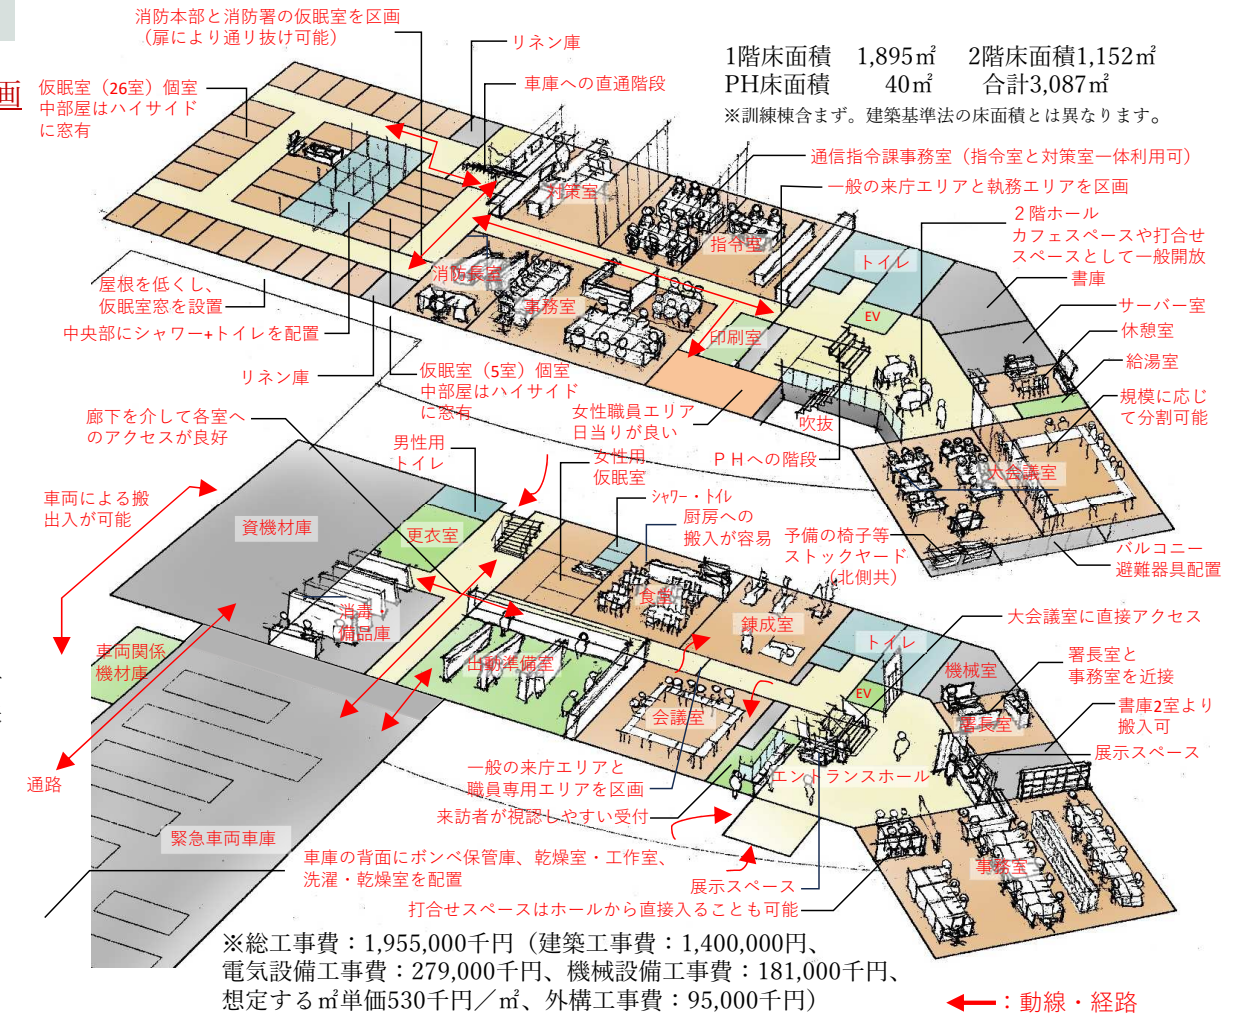 画
消防本部と消防署の仮眠室を区画
（扉により通り抜け可能）
リネン庫
車庫への直通階段
仮眠室（26室）個室
中部屋はハイサイド
に窓有
1階床面積　1,895㎡　2階床面積1,152㎡
PH床面積　40㎡　合計3,087㎡
※訓練棟含まず。建築基準法の床面積とは異なります。
通信指令課事務室（指令室と対策室一体利用可）
一般の来庁エリアと執務エリアを区画
２階ホール
カフェスペースや打合せ
スペースとして一般開放
書庫
サーバー室
休憩室
給湯室
規模に応じ
て分割可能
対策室
指令室
トイレ
消防長室
事務室
EV
印刷室
吹抜
大会議室
屋根を低くし、
仮眠室窓を設置
中央部にシャワー+トイレを配置
リネン庫
仮眠室（5室）個室
中部屋はハイサイド
に窓有
女性職員エリア
日当りが良い
ＰＨへの階段
廊下を介して各室へ
のアクセスが良好
男性用
トイレ
女性用
仮眠室
シャワー・トイレ
厨房への
搬入が容易
予備の椅子等
ストックヤード
（北側共）
バルコニー
避難器具配置
車両による搬
出入が可能
資機材庫
更衣室
消毒・
備品庫
食堂
錬成室
大会議室に直接アクセス
トイレ
機械室
署長室と
事務室を近接
車両関係
機材庫
出動準備室
会議室
EV
署長室
書庫2室より
搬入可
展示スペース
エントランスホール
通路
一般の来庁エリアと
職員専用エリアを区画
来訪者が視認しやすい受付
緊急車両車庫
車庫の背面にボンベ保管庫、乾燥室・工作室、
洗濯・乾燥室を配置
展示スペース
事務室
打合せスペースはホールから直接入ることも可能
※総工事費：1,955,000千円（建築工事費：1,400,000円、
電気設備工事費：279,000千円、機械設備工事費：181,000千円、
想定する㎡単価530千円／㎡、外構工事費：95,000千円）
：動線・経路